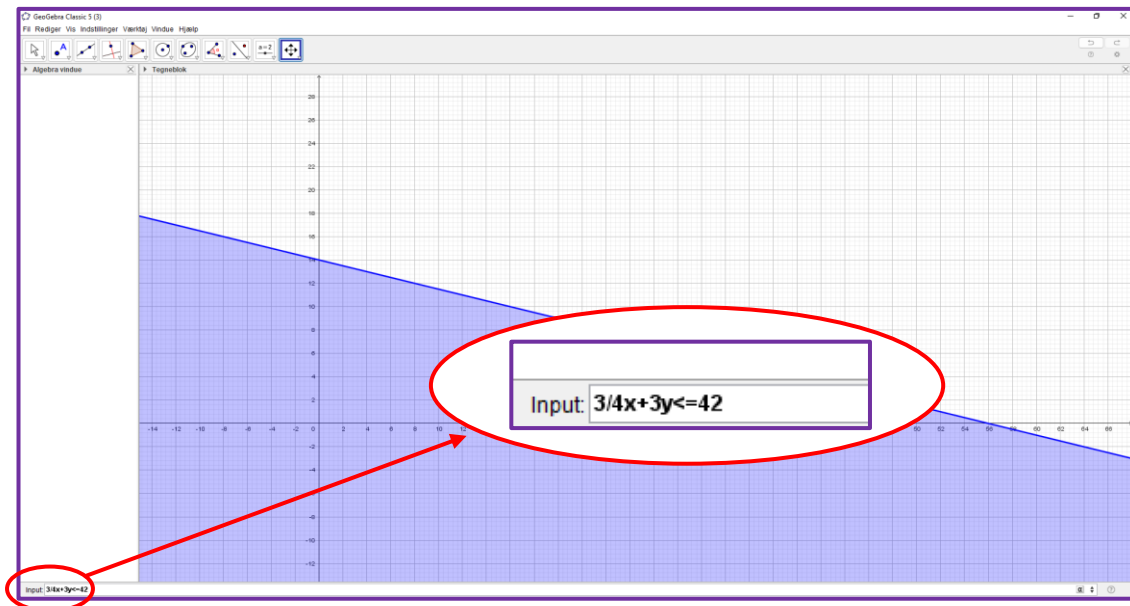 GeoGebra Classic 5 (3)
Fil Rediger Vis Indstillinger Værktøj Vindue Hjælp
A
a=2
Algebra vindue
Tegneblok
28
26
24
22
20
18
16
14
12
10
8
6
4
2
-14 -12 -10 -8 -6 -4 -2 0 2 4 6 8 10 12 50 52 54 56 58 60 62 64 66
-2
-4
-8
-10
-12
Input: 3/4x+3y<=42
Input: 3/4x+3y<=42
α